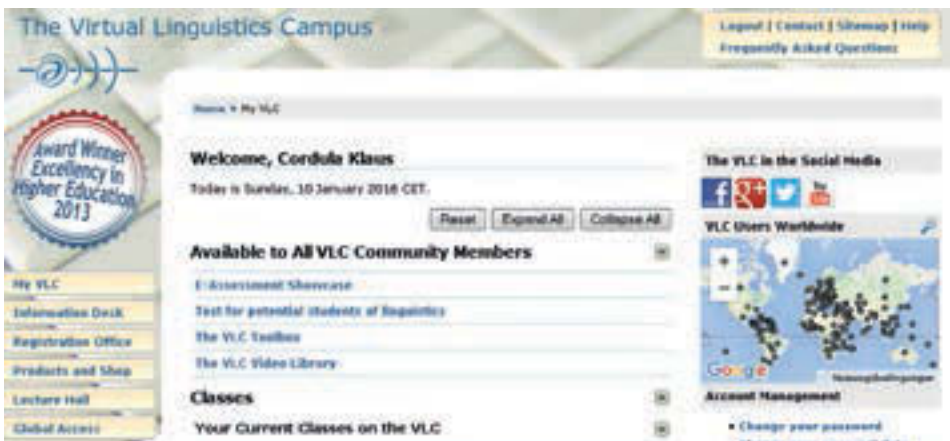 The Virtual Linguistics Campus
Logout | Contact | Sitemap | Help
Frequently Asked Questions
Home > My VLC
Award Winner
Excellency in
Higher Education
2013
Welcome, Cordula Klaus
Today is Sunday, 10 January 2016 CET.
Reset Expand All Collapse All
Available to All VLC Community Members
E-Assessment Showcase
Test for potential students of linguistics
The VLC Toolbox
The VLC Video Library
Classes
Your Current Classes on the VLC
My VLC
Information Desk
Registration Office
Products and Shop
Lecture Hall
Global Access
The VLC in the Social Media
VLC Users Worldwide
Google
Nutzungsbedingungen
Account Management
Change your password